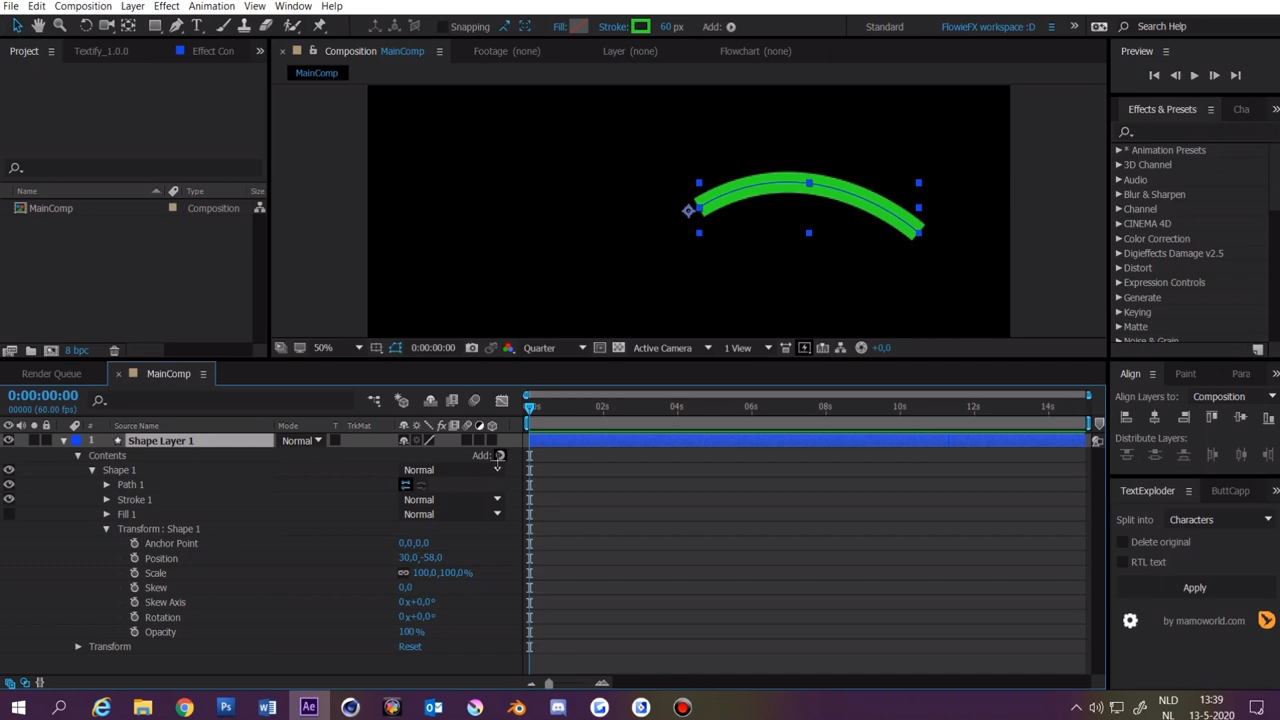 File Edit Composition Layer Effect Animation View Window Help
Snapping Fill: Stroke: 60 px Add: Standard FlowieFX workspace :D Search Help
Project Textify_1.0.0 Effect Con Composition MainComp Footage (none) Layer (none) Flowchart (none) Preview
MainComp
Effects & Presets Cha
* Animation Presets
3D Channel
Audio
Name Type Size Blur & Sharpen
MainComp Composition Channel
CINEMA 4D
Color Correction
Digieffects Damage v2.5
Distort
Expression Controls
Generate
Keying
Matte
Noise & Grain
8 bpc 50% 0:00:00:00 Quarter Active Camera 1 View +0,0
Render Queue MainComp Align Paint Para
0:00:00:00
00000 (60.00 fps)
Align Layers to: Composition
02s 04s 06s 08s 10s 12s 14s
# Source Name Mode T TrkMat
Distribute Layers:
1 Shape Layer 1 Normal
Contents Add:
Shape 1 Normal
Path 1
TextExploder ButtCapp
Stroke 1 Normal
Fill 1 Normal
Split into Characters
Transform : Shape 1
Anchor Point 0,0,0,0
Delete original
Position 30,0,-58,0
RTL text
Scale 100,0,100,0%
Skew 0,0
Apply
Skew Axis 0x+0,0°
Rotation 0x+0,0°
by mamoworld.com
Opacity 100%
Transform Reset
NLD 13:39
NL 13-5-2020